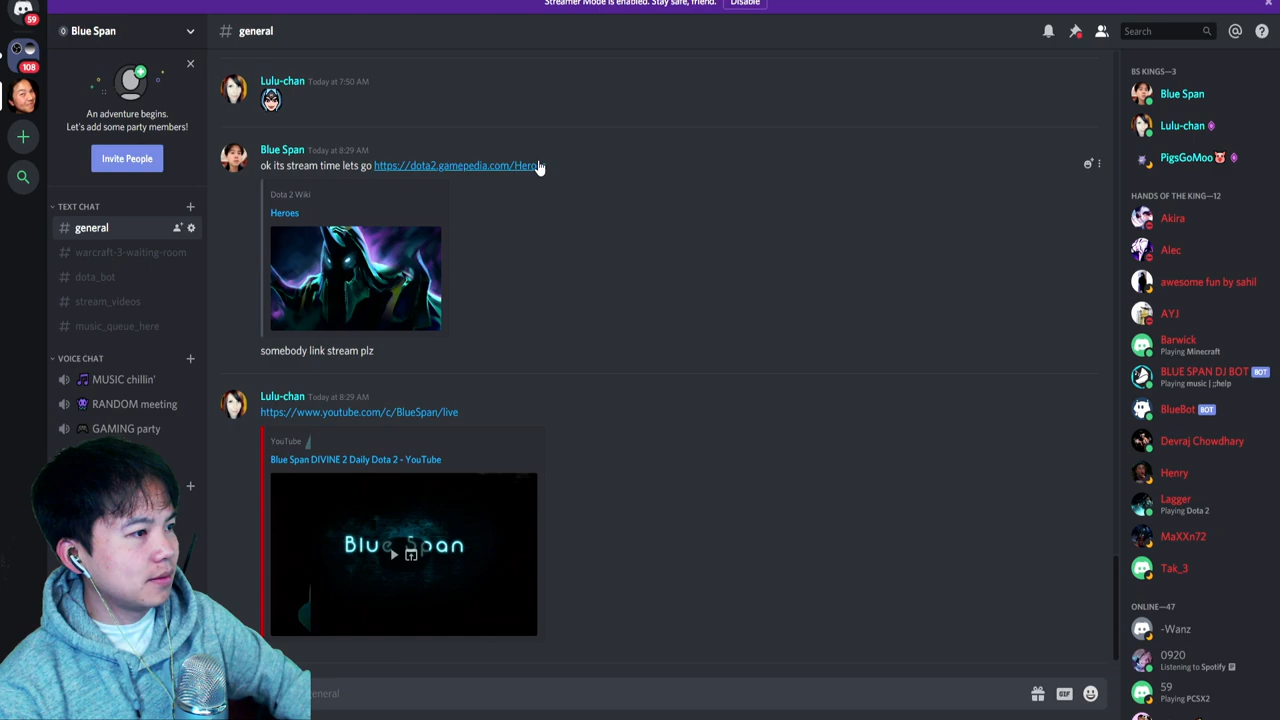 Streamer Mode is enabled. Stay safe, friend. Disable
59
108
Blue Span
An adventure begins.
Let's add some party members!
Invite People
TEXT CHAT
# general
# warcraft-3-waiting-room
# dota_bot
# stream_videos
# music_queue_here
VOICE CHAT
MUSIC chillin'
RANDOM meeting
GAMING party
# general
Search
Lulu-chan Today at 7:50 AM
Blue Span Today at 8:29 AM
ok its stream time lets go https://dota2.gamepedia.com/Hero
Dota 2 Wiki
Heroes
somebody link stream plz
Lulu-chan Today at 8:29 AM
https://www.youtube.com/c/BlueSpan/live
YouTube
Blue Span DIVINE 2 Daily Dota 2 - YouTube
Blue Span
general
GIF
BS KINGS—3
Blue Span
Lulu-chan
PigsGoMoo
HANDS OF THE KING—12
Akira
Alec
awesome fun by sahil
AYJ
Barwick
Playing Minecraft
BLUE SPAN DJ BOT BOT
Playing music | ;;help
BlueBot BOT
Devraj Chowdhary
Henry
Lagger
Playing Dota 2
MaXXn72
Tak_3
ONLINE—47
-Wanz
0920
Listening to Spotify
59
Playing PCSX2